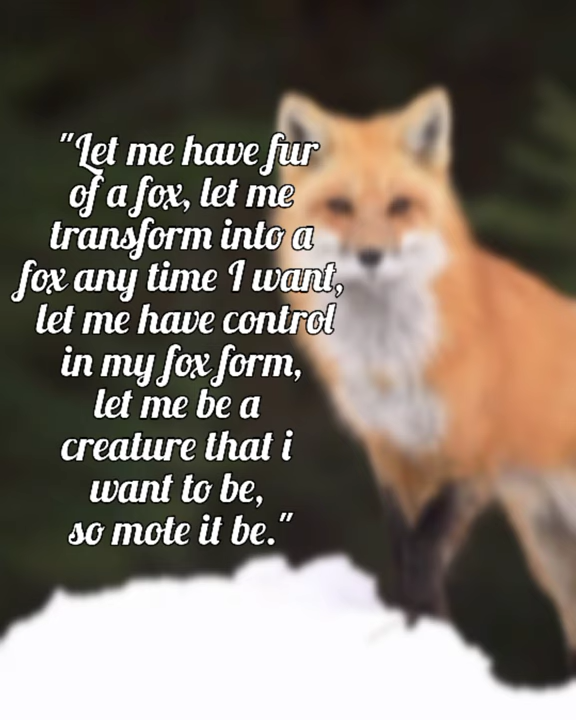 "Let me have fur
of a fox, let me
transform into a
fox any time I want,
let me have control
in my fox form,
let me be a
creature that i
want to be,
so mote it be."